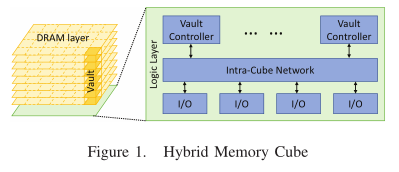 DRAM layer
Vault
Logic Layer
Vault
Controller
... ...
Vault
Controller
Intra-Cube Network
I/O
I/O
I/O
I/O
Figure 1. Hybrid Memory Cube